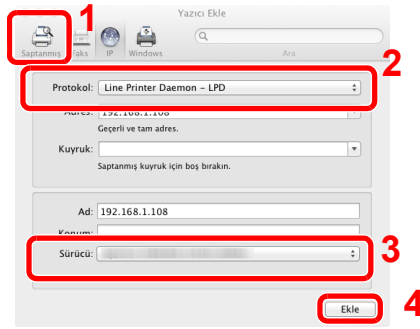 Yazıcı Ekle
1
Saptanmış Faks IP Windows Ara
2
Protokol: Line Printer Daemon – LPD
Adres: 192.168.1.108
Geçerli ve tam adres.
Kuyruk:
Saptanmış kuyruk için boş bırakın.
Ad: 192.168.1.108
Konum:
Sürücü:
3
Ekle
4